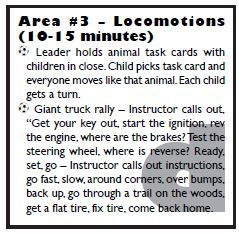 Area #3 – Locomotions
(10-15 minutes)
Leader holds animal task cards with
children in close. Child picks task card and
everyone moves like that animal. Each child
gets a turn.
Giant truck rally – Instructor calls out,
“Get your key out, start the ignition, rev
the engine, where are the brakes? Test the
steering wheel, where is reverse? Ready,
set, go – Instructor calls out instructions,
go fast, slow, around corners, over bumps,
back up, go through a trail on the woods,
get a flat tire, fix tire, come back home.